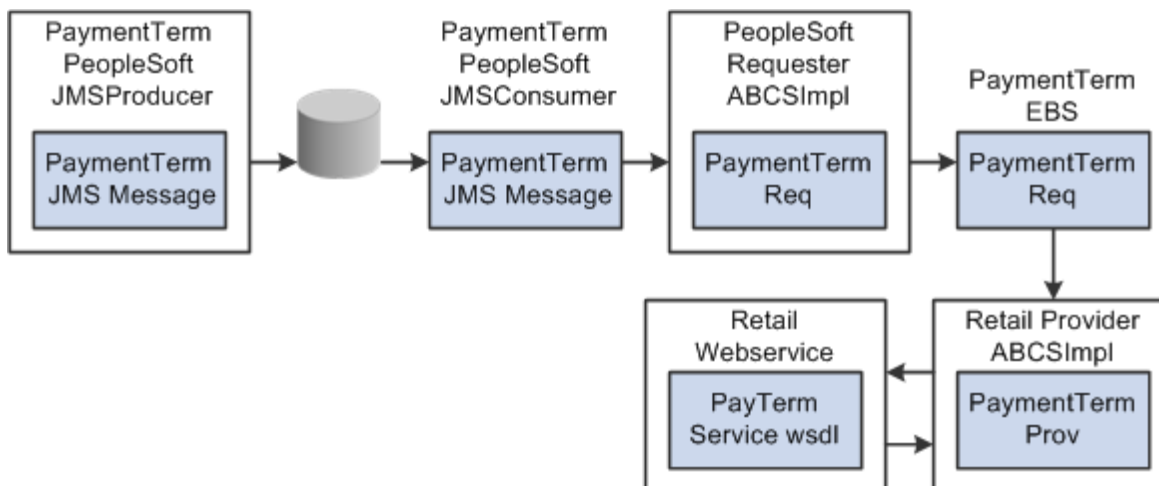 PaymentTerm
PeopleSoft
JMSProducer
PaymentTerm
JMS Message
PaymentTerm
PeopleSoft
JMSConsumer
PaymentTerm
JMS Message
PeopleSoft
Requester
ABCSImpl
PaymentTerm
Req
PaymentTerm
EBS
PaymentTerm
Req
Retail
Webservice
PayTerm
Service wsdl
Retail Provider
ABCSImpl
PaymentTerm
Prov